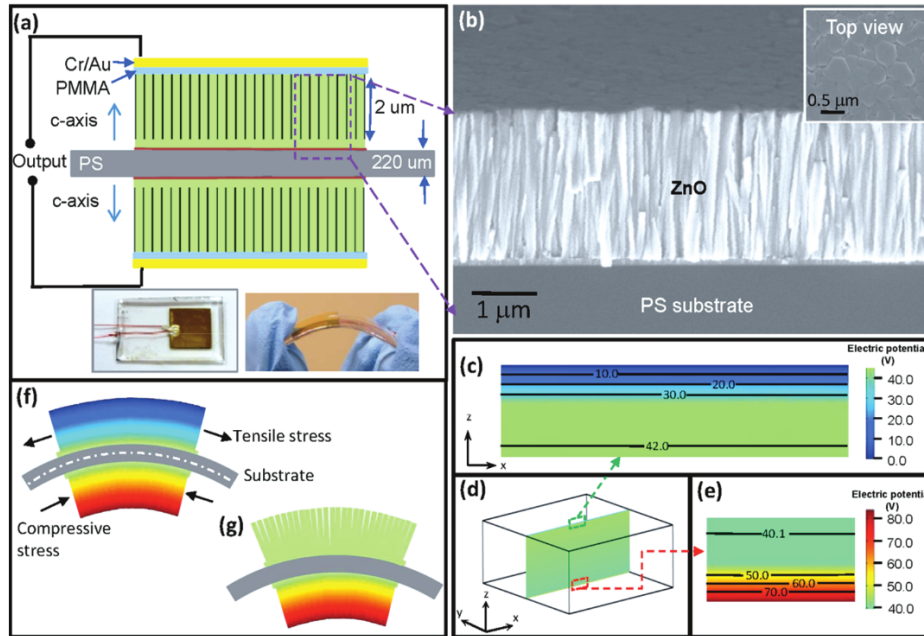 (a)
Cr/Au
PMMA
c-axis
2 um
Output
PS
220 um
c-axis
(b)
Top view
0.5 μm
ZnO
1 μm
PS substrate
(c)
Electric potential
(V)
10.0
20.0
30.0
42.0
40.0
30.0
20.0
10.0
0.0
z
x
(d)
z
y
x
(e)
Electric potential
(V)
40.1
50.0
60.0
70.0
80.0
70.0
60.0
50.0
40.0
(f)
Tensile stress
Substrate
Compressive
stress
(g)